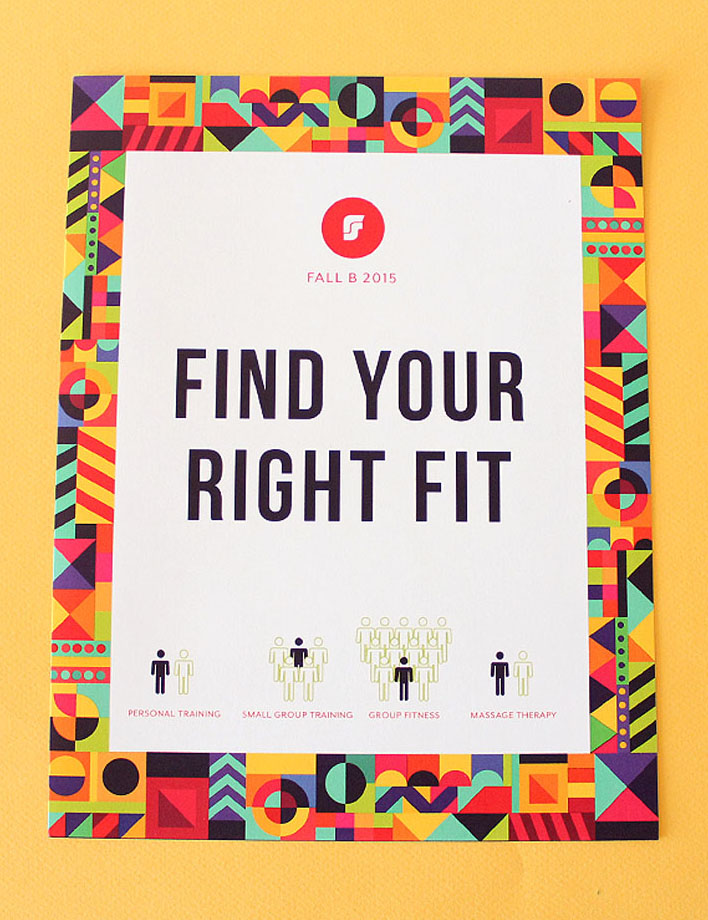 FALL B 2015
FIND YOUR
RIGHT FIT
PERSONAL TRAINING
SMALL GROUP TRAINING
GROUP FITNESS
MASSAGE THERAPY